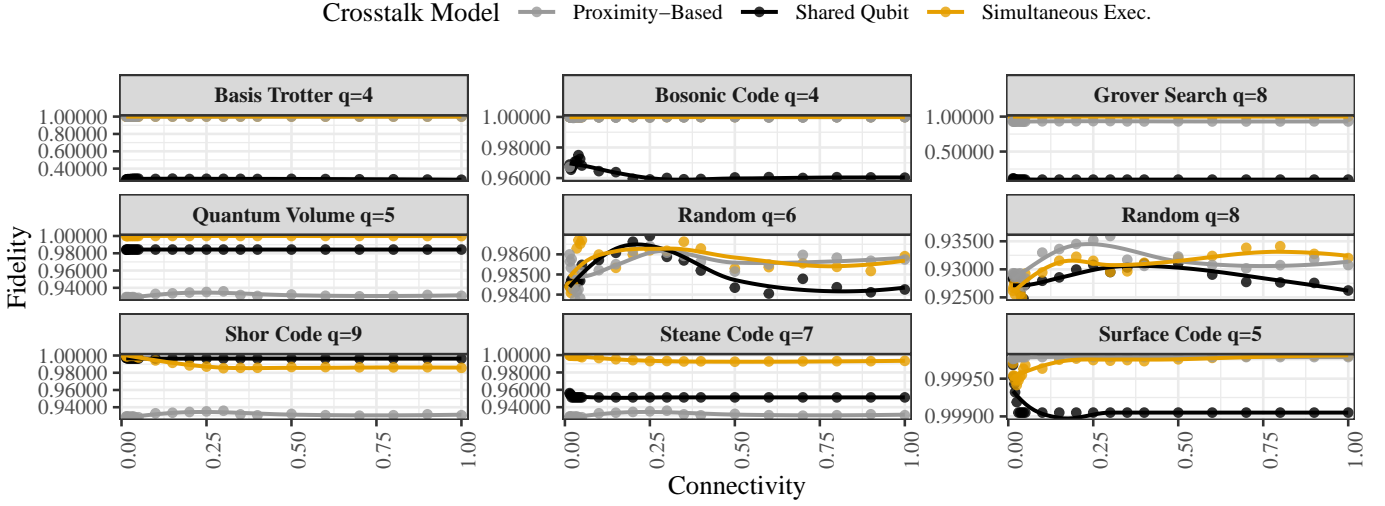 Crosstalk Model Proximity−Based Shared Qubit Simultaneous Exec.
Basis Trotter q=4 Bosonic Code q=4 Grover Search q=8
1.00000 0.80000 0.60000 0.40000
1.00000 0.98000 0.96000
1.00000 0.50000
Quantum Volume q=5 Random q=6 Random q=8
1.00000 0.98000 0.96000 0.94000
0.98600 0.98500 0.98400
0.93500 0.93000 0.92500
Shor Code q=9 Steane Code q=7 Surface Code q=5
1.00000 0.98000 0.96000 0.94000
1.00000 0.98000 0.96000 0.94000
0.99950 0.99900
0.00 0.25 0.50 0.75 1.00
0.00 0.25 0.50 0.75 1.00
0.00 0.25 0.50 0.75 1.00
Fidelity
Connectivity